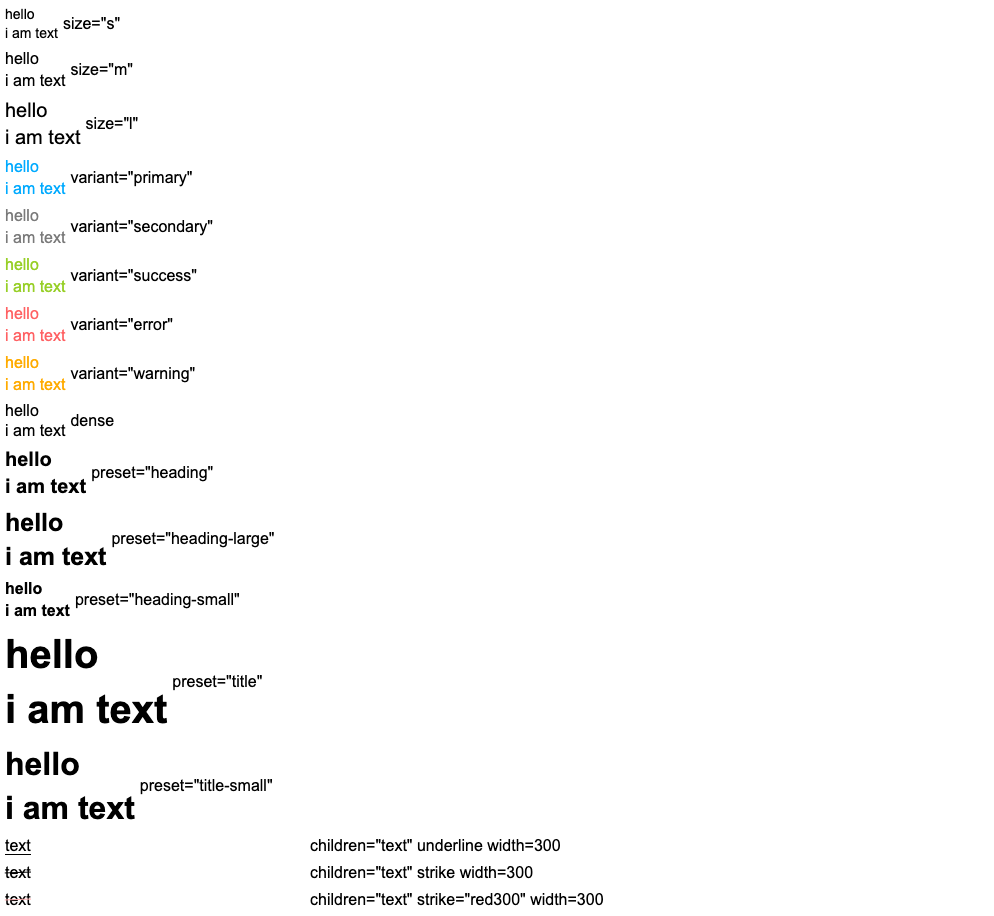 hello
i am text size="s"
hello
i am text size="m"
hello
i am text size="l"
hello
i am text variant="primary"
hello
i am text variant="secondary"
hello
i am text variant="success"
hello
i am text variant="error"
hello
i am text variant="warning"
hello
i am text dense
hello
i am text preset="heading"
hello
i am text preset="heading-large"
hello
i am text preset="heading-small"
hello
i am text preset="title"
hello
i am text preset="title-small"
text children="text" underline width=300
text children="text" strike width=300
text children="text" strike="red300" width=300